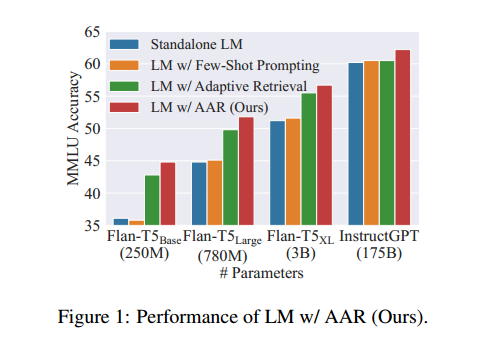 65
60
55
50
45
40
35
MMLU Accuracy
Standalone LM
LM w/ Few-Shot Prompting
LM w/ Adaptive Retrieval
LM w/ AAR (Ours)
Flan-T5Base Flan-T5Large Flan-T5XL InstructGPT
(250M) (780M) (3B) (175B)
# Parameters
Figure 1: Performance of LM w/ AAR (Ours).